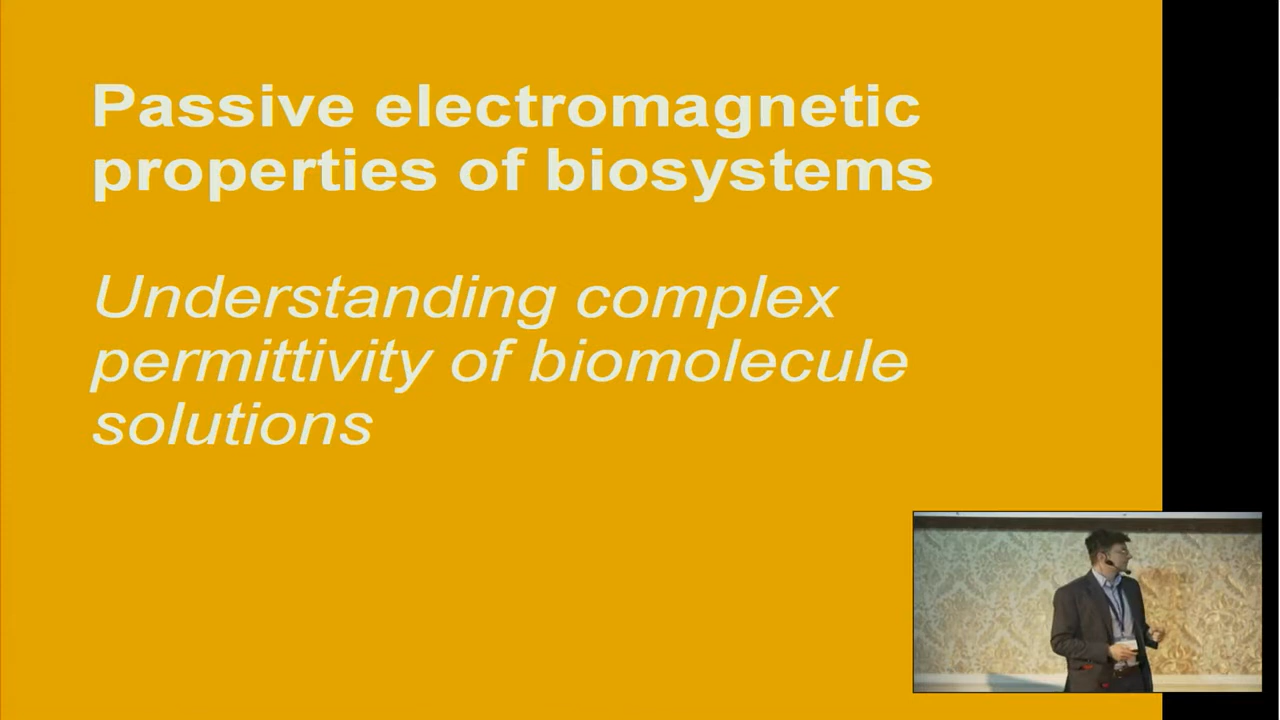 Passive electromagnetic
properties of biosystems
Understanding complex
permittivity of biomolecule
solutions